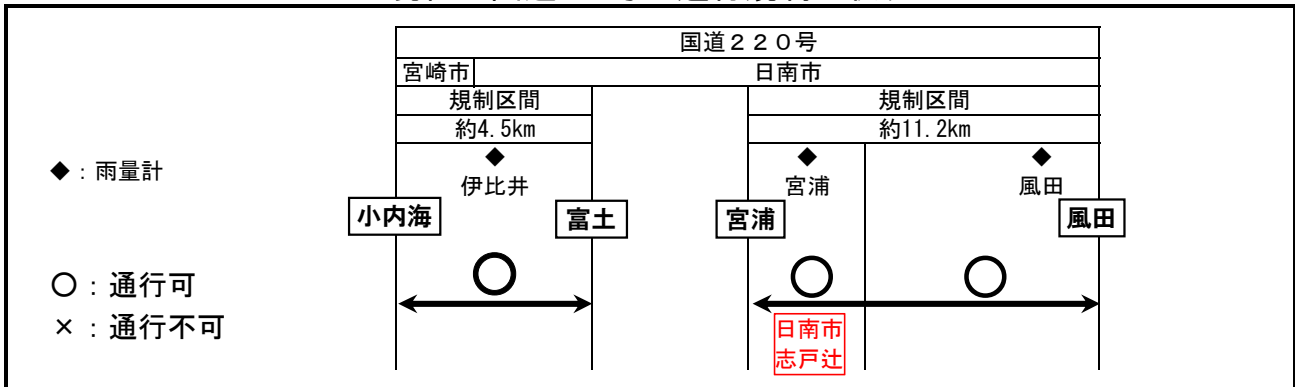 国道２２０号
宮崎市 日南市
規制区間 規制区間
約4.5km 約11.2km
◆：雨量計
◆ ◆ ◆
伊比井 宮浦 風田
小内海 富土 宮浦 風田
○：通行可
×：通行不可
日南市
志戸辻